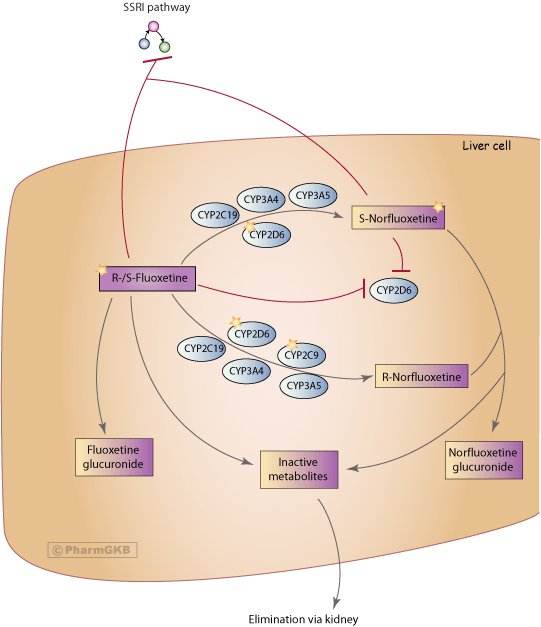 SSRI pathway
Liver cell
CYP3A4
CYP3A5
CYP2C19
S-Norfluoxetine
CYP2D6
R-/S-Fluoxetine
CYP2D6
CYP2D6
CYP2C19
CYP2C9
CYP3A4
CYP3A5
R-Norfluoxetine
Fluoxetine
glucuronide
Inactive
metabolites
Norfluoxetine
glucuronide
©PharmGKB
Elimination via kidney